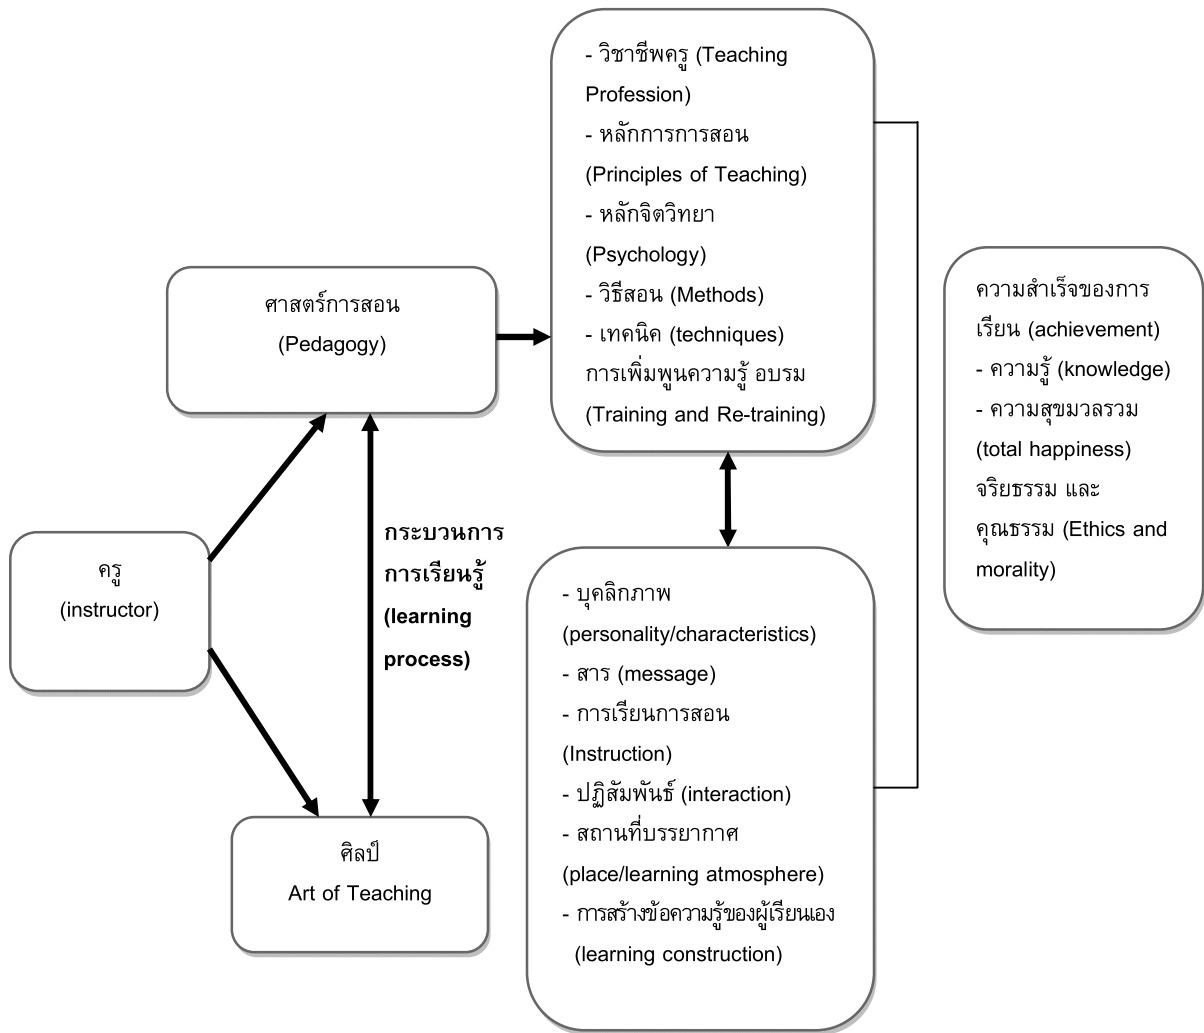 - วิชาชีพครู (Teaching
Profession)
- หลักการการสอน
(Principles of Teaching)
- หลักจิตวิทยา
(Psychology)
- วิธีสอน (Methods)
- เทคนิค (techniques)
การเพิ่มพูนความรู้ อบรม
(Training and Re-training)
ศาสตร์การสอน
(Pedagogy)
ความสำเร็จของการ
เรียน (achievement)
- ความรู้ (knowledge)
- ความสุขมวลรวม
(total happiness)
จริยธรรม และ
คุณธรรม (Ethics and
morality)
กระบวนการ
การเรียนรู้
(learning
process)
ครู
(instructor)
- บุคลิกภาพ
(personality/characteristics)
- สาร (message)
- การเรียนการสอน
(Instruction)
- ปฏิสัมพันธ์ (interaction)
- สถานที่บรรยากาศ
(place/learning atmosphere)
- การสร้างข้อความรู้ของผู้เรียนเอง
(learning construction)
ศิลป์
Art of Teaching